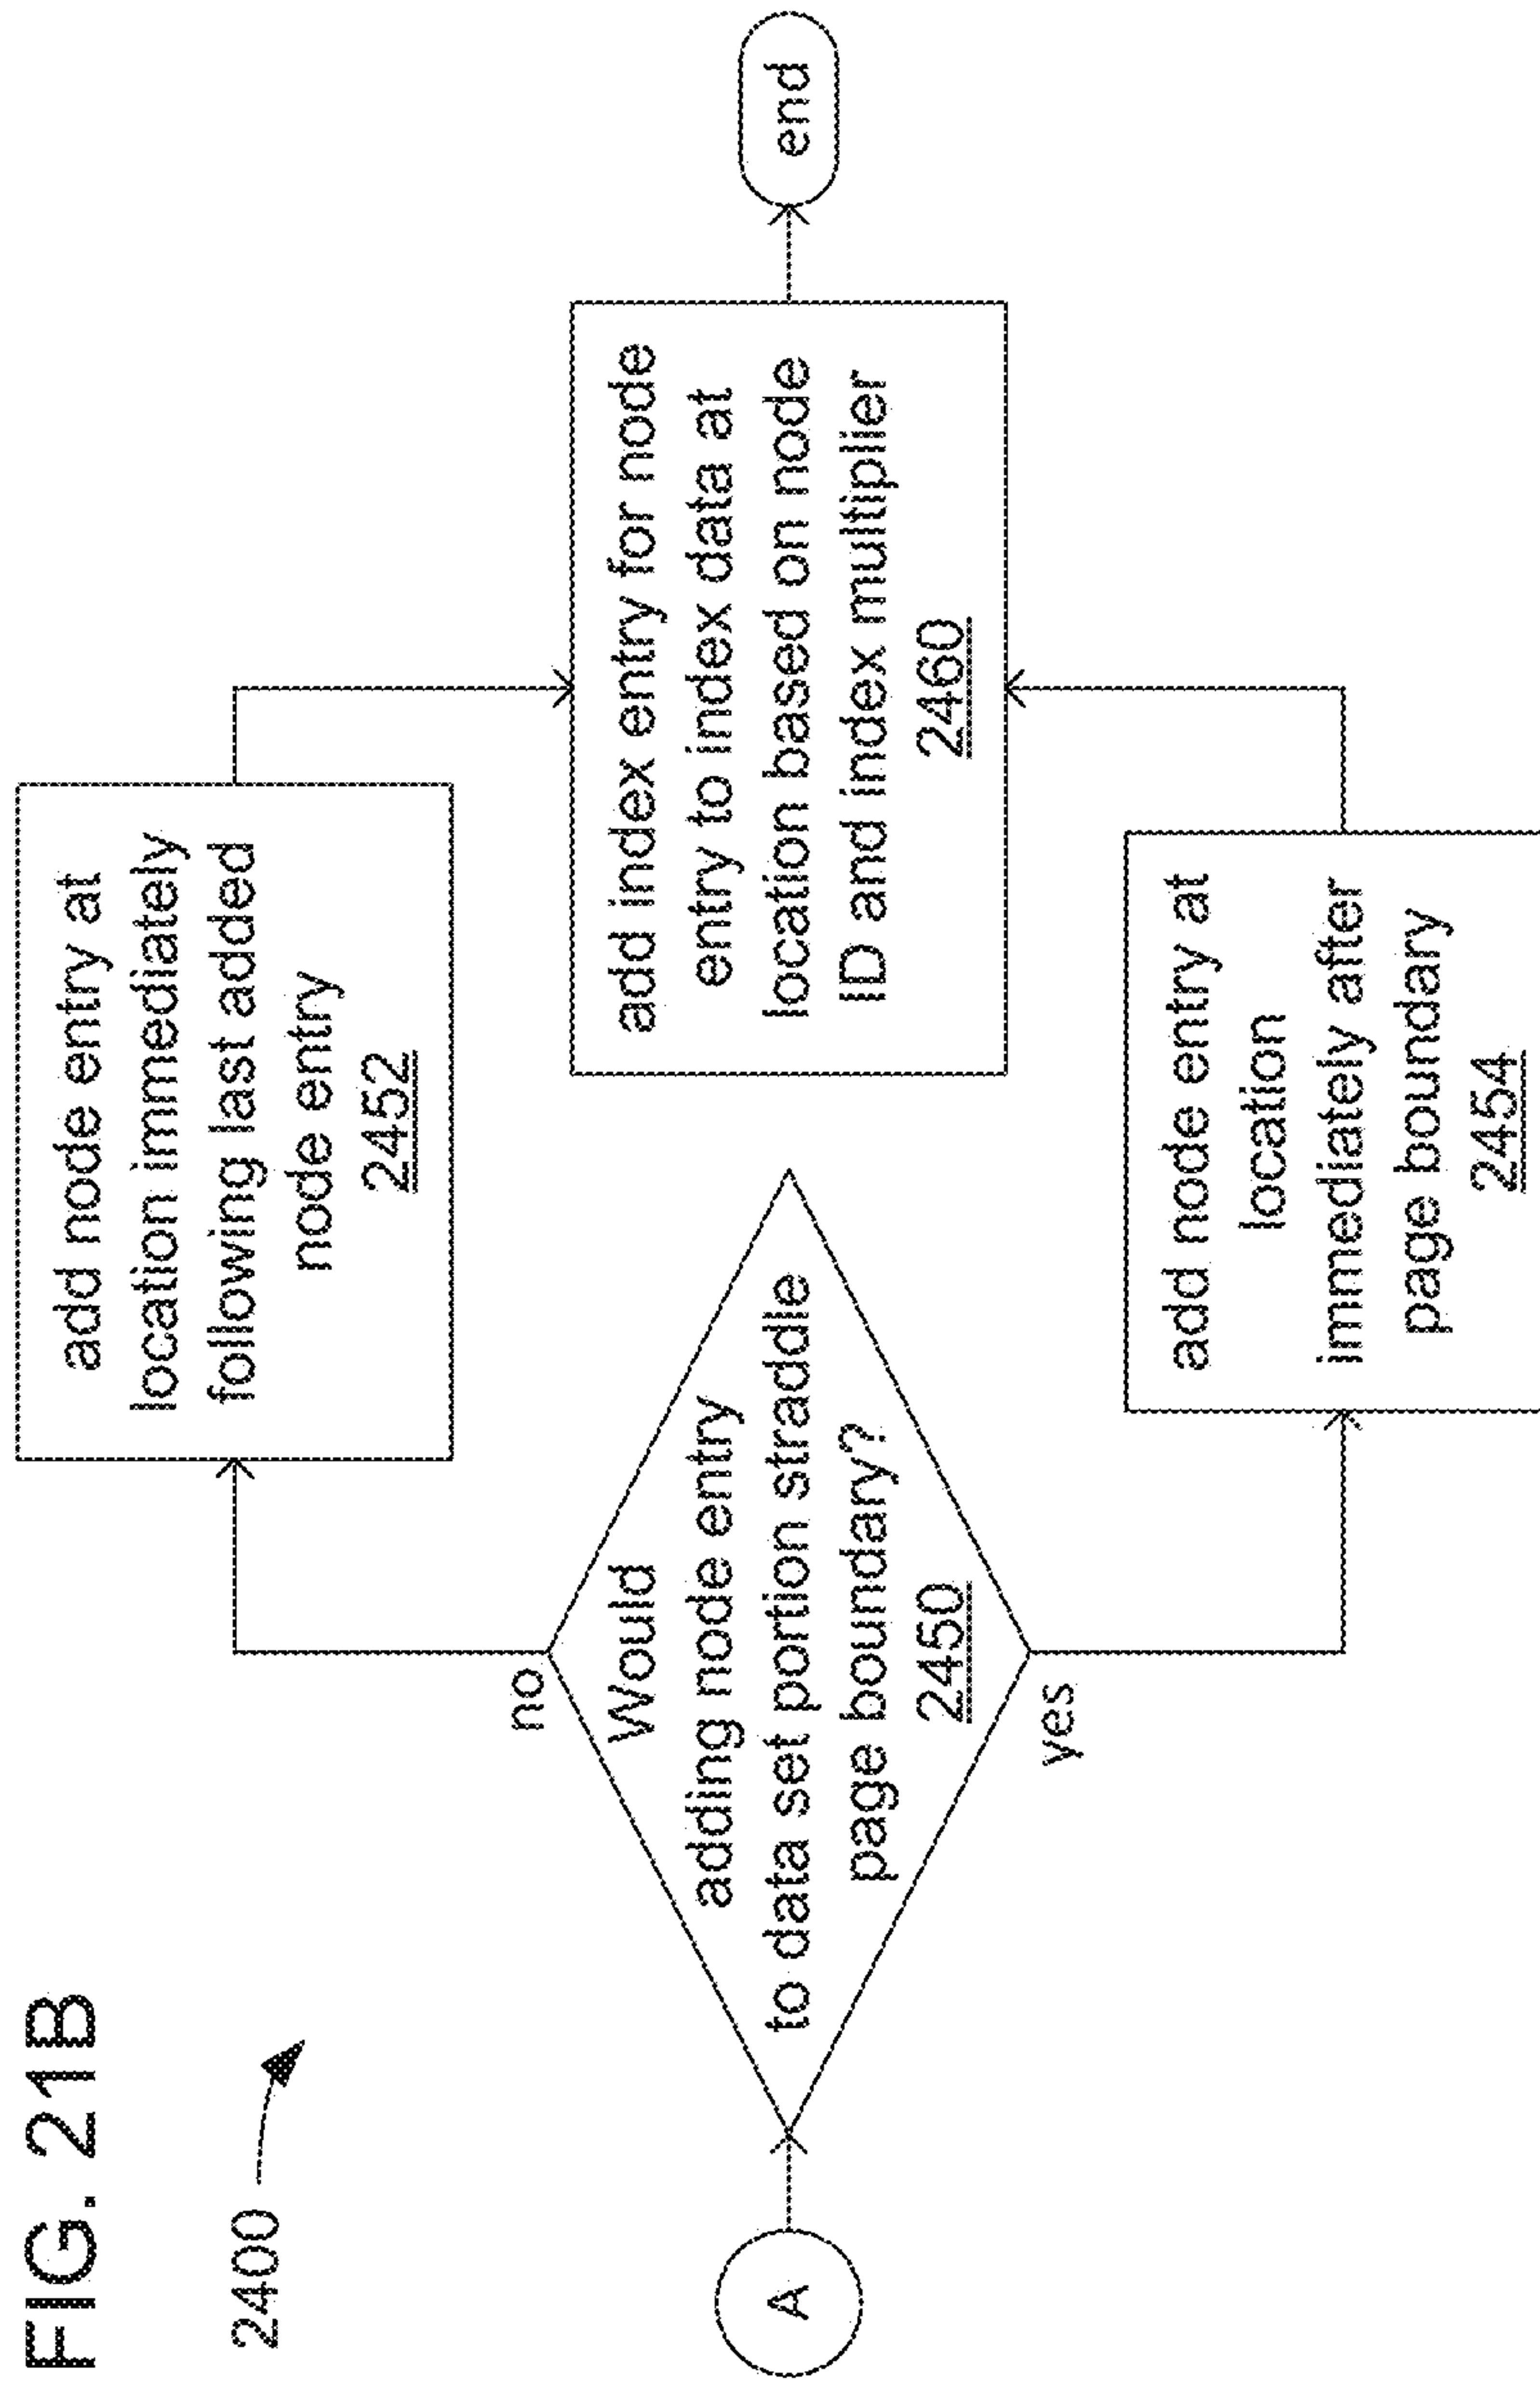 FIG. 21B
2400
A
Would
adding node entry
to data set portion straddle
page boundary?
2450
no
yes
add node entry at
location immediately
following last added
node entry
2452
add node entry at
location
immediately after
page boundary
2454
add index entry for node
entry to index data at
location based on node
ID and index multiplier
2460
end